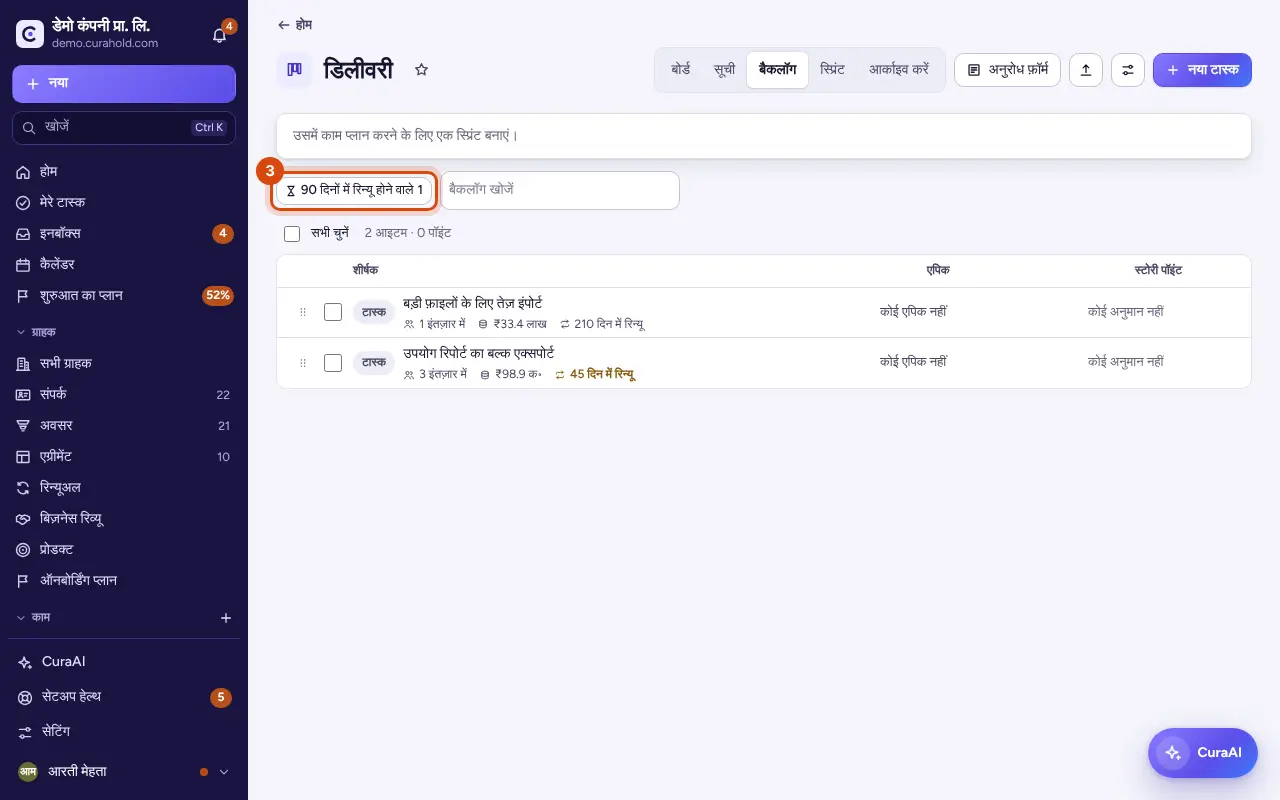 डेमो कंपनी प्रा. लि.
demo.curahold.com
4
नया
खोजें
Ctrl K
होम
मेरे टास्क
इनबॉक्स
4
कैलेंडर
शुरुआत का प्लान
52%
ग्राहक
सभी ग्राहक
संपर्क
22
अवसर
21
एग्रीमेंट
10
रिन्यूअल
बिज़नेस रिव्यू
प्रोडक्ट
ऑनबोर्डिंग प्लान
काम
CuraAI
सेटअप हेल्थ
5
सेटिंग
आम
आरती मेहता
होम
डिलीवरी
बोर्ड
सूची
बैकलॉग
स्प्रिंट
आर्काइव करें
अनुरोध फ़ॉर्म
नया टास्क
उसमें काम प्लान करने के लिए एक स्प्रिंट बनाएं।
3
90 दिनों में रिन्यू होने वाले 1
बैकलॉग खोजें
सभी चुनें
2 आइटम · 0 पॉइंट
शीर्षक
एपिक
स्टोरी पॉइंट
टास्क
बड़ी फ़ाइलों के लिए तेज़ इंपोर्ट
1 इंतज़ार में
₹33.4 लाख
210 दिन में रिन्यू
कोई एपिक नहीं
कोई अनुमान नहीं
टास्क
उपयोग रिपोर्ट का बल्क एक्सपोर्ट
3 इंतज़ार में
₹98.9 क॰
45 दिन में रिन्यू
कोई एपिक नहीं
कोई अनुमान नहीं
CuraAI